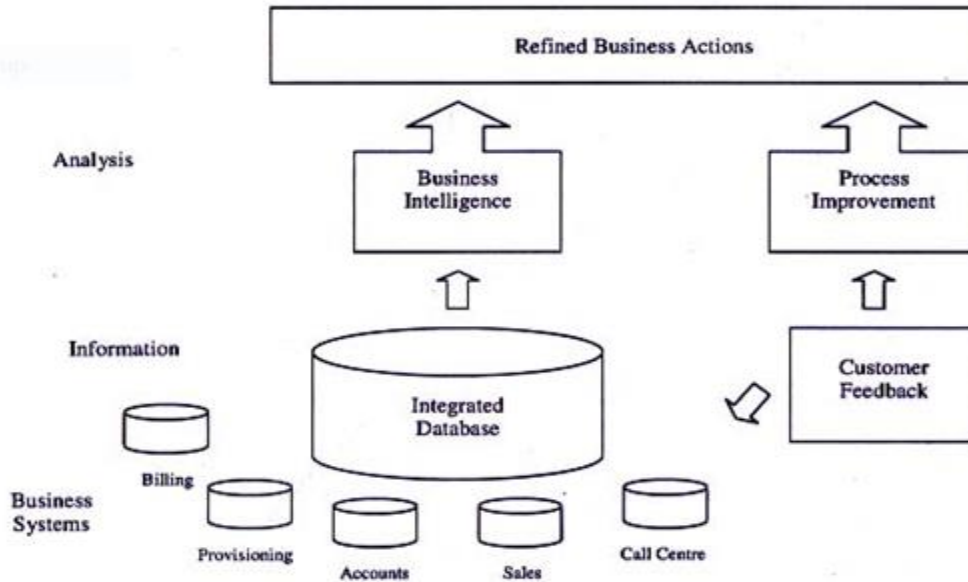 Refined Business Actions
Analysis
Business
Intelligence
Process
Improvement
Information
Integrated
Database
Customer
Feedback
Billing
Business
Systems
Provisioning
Accounts
Sales
Call Centre